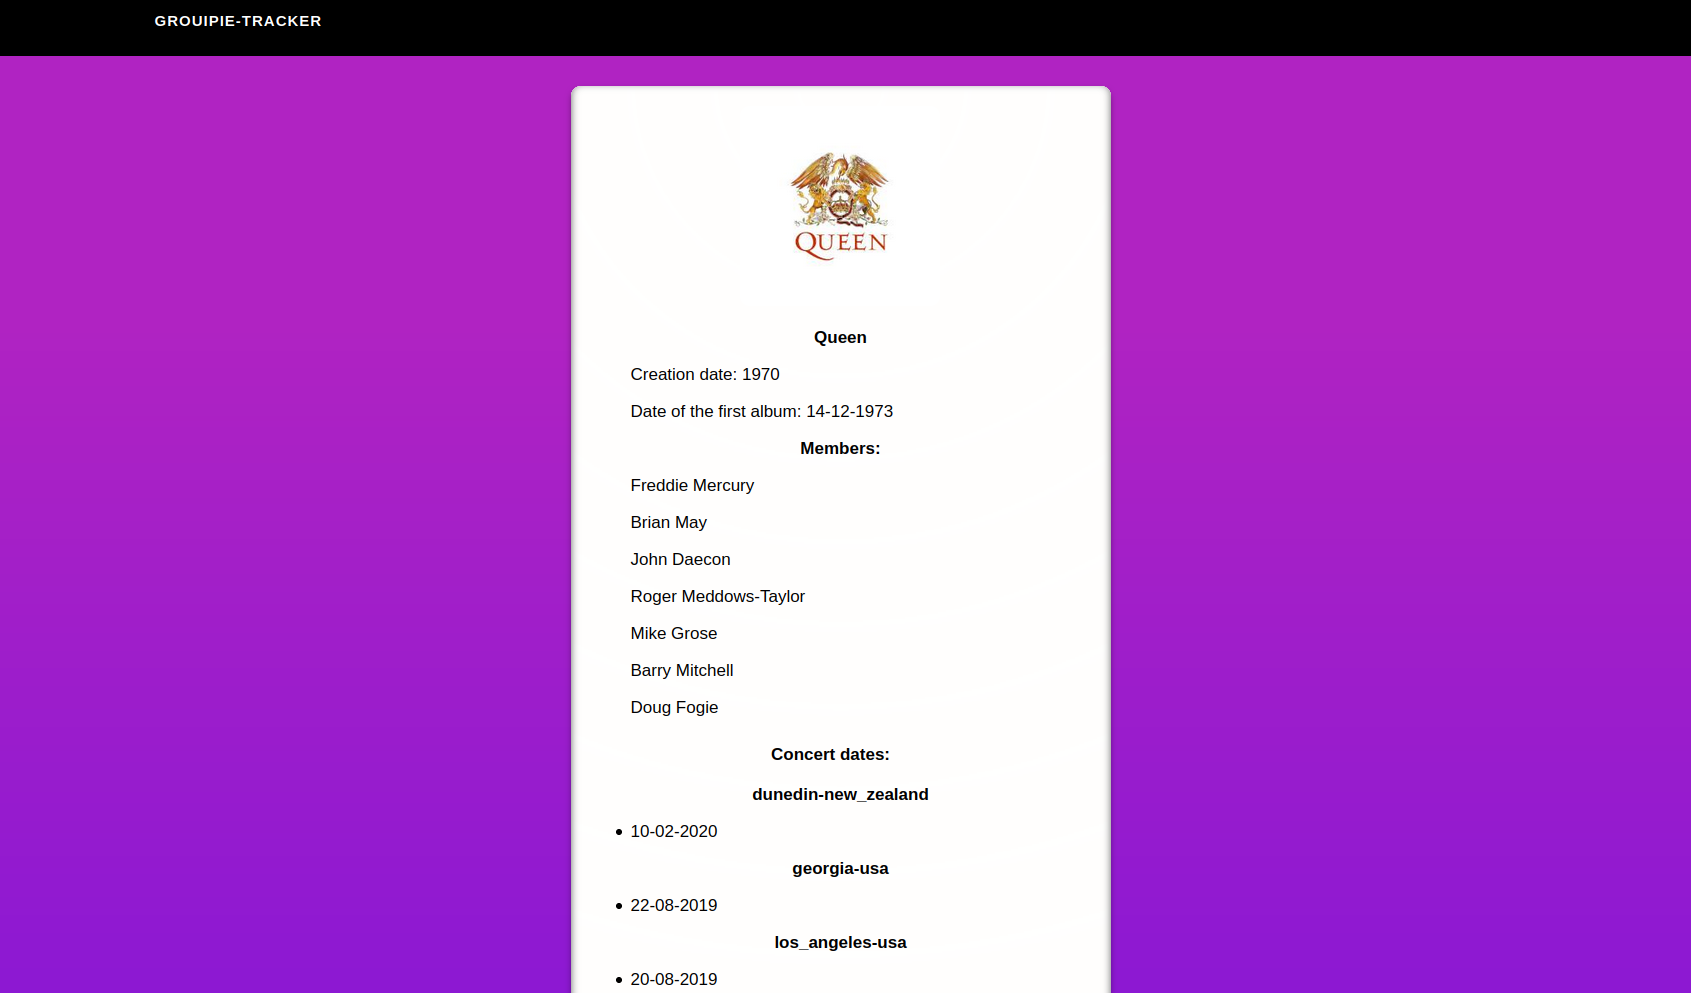 GROUIPIE-TRACKER
QUEEN
Queen
Creation date: 1970
Date of the first album: 14-12-1973
Members:
Freddie Mercury
Brian May
John Daecon
Roger Meddows-Taylor
Mike Grose
Barry Mitchell
Doug Fogie
Concert dates:
dunedin-new_zealand
10-02-2020
georgia-usa
22-08-2019
los_angeles-usa
20-08-2019